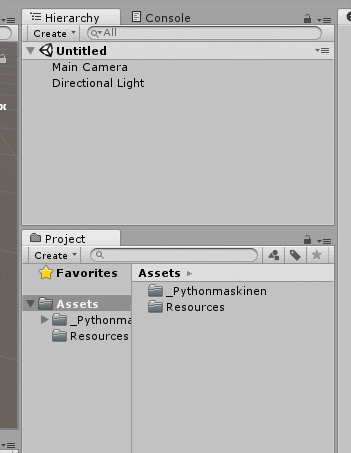 Hierarchy Console
Create All
Untitled
Main Camera
Directional Light
Project
Create
Favorites
Assets
_Pythonma
Resources
Assets
_Pythonmaskinen
Resources